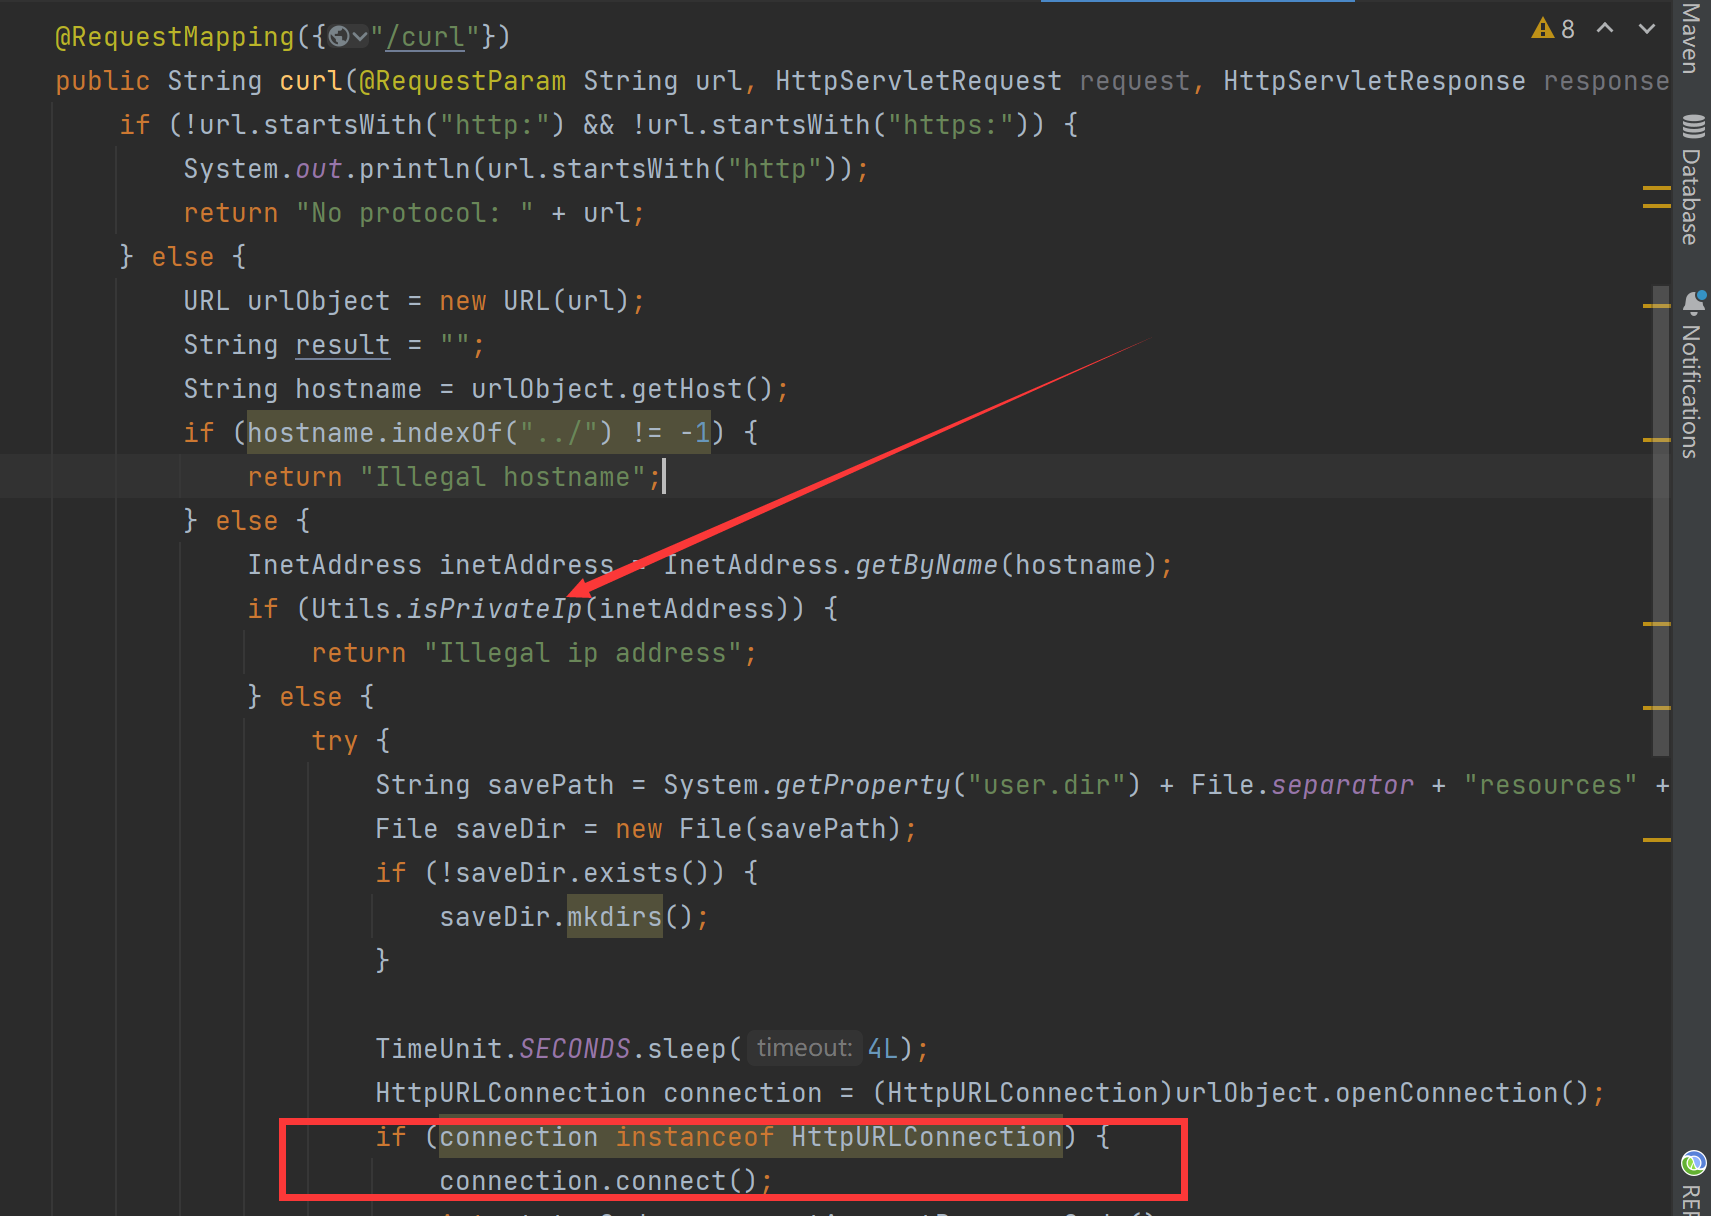 @RequestMapping({"/curl"})
8
public String curl(@RequestParam String url, HttpServletRequest request, HttpServletResponse response
if (!url.startsWith("http:") && !url.startsWith("https:")) {
System.out.println(url.startsWith("http"));
return "No protocol: " + url;
} else {
URL urlObject = new URL(url);
String result = "";
String hostname = urlObject.getHost();
if (hostname.indexOf("../") != -1) {
return "Illegal hostname";
} else {
InetAddress inetAddress = InetAddress.getByName(hostname);
if (Utils.isPrivateIp(inetAddress)) {
return "Illegal ip address";
} else {
try {
String savePath = System.getProperty("user.dir") + File.separator + "resources" +
File saveDir = new File(savePath);
if (!saveDir.exists()) {
saveDir.mkdirs();
}
TimeUnit.SECONDS.sleep( timeout: 4L);
HttpURLConnection connection = (HttpURLConnection)urlObject.openConnection();
if (connection instanceof HttpURLConnection) {
connection.connect();
Maven
Database
Notifications